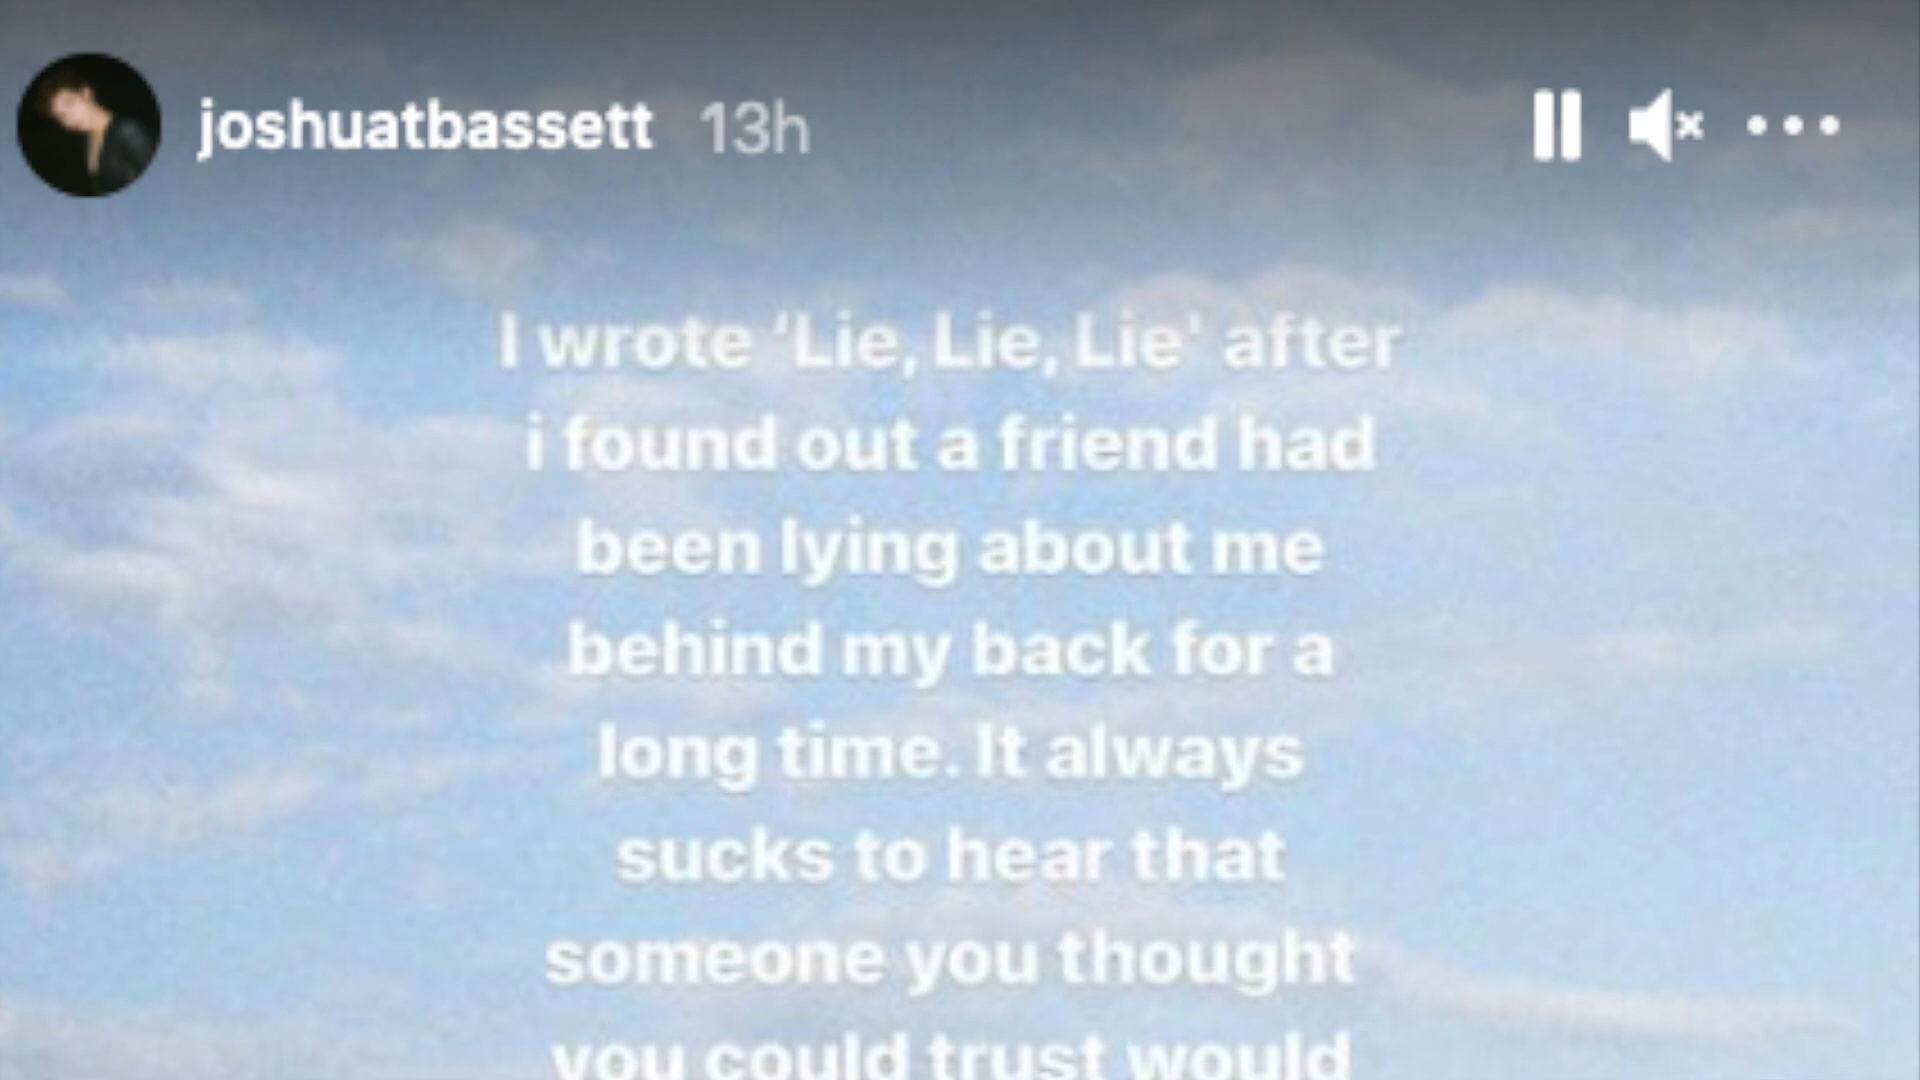 joshuatbassett 13h
I wrote ‘Lie, Lie, Lie' after
i found out a friend had
been lying about me
behind my back for a
long time. It always
sucks to hear that
someone you thought
you could trust would